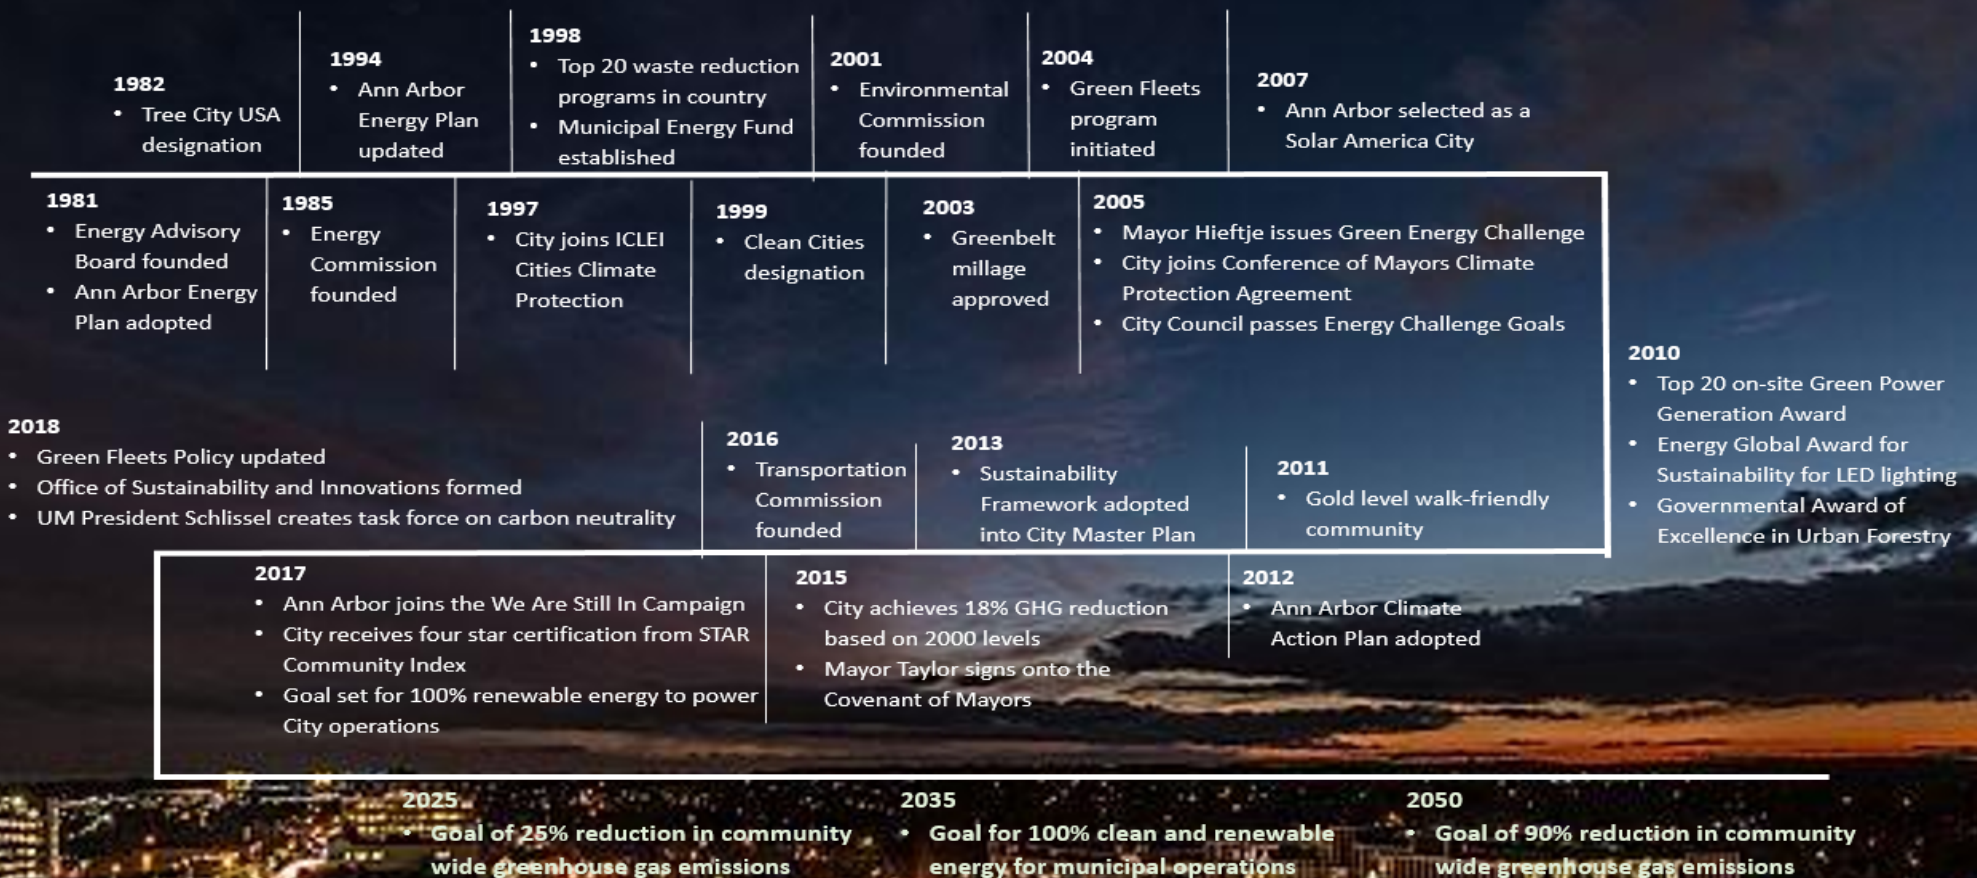 1982
• Tree City USA
designation
1994
• Ann Arbor
Energy Plan
updated
1998
• Top 20 waste reduction
programs in country
• Municipal Energy Fund
established
2001
• Environmental
Commission
founded
2004
• Green Fleets
program
initiated
2007
• Ann Arbor selected as a
Solar America City
1981
• Energy Advisory
Board founded
• Ann Arbor Energy
Plan adopted
1985
• Energy
Commission
founded
1997
• City joins ICLEI
Cities Climate
Protection
1999
• Clean Cities
designation
2003
• Greenbelt
millage
approved
2005
• Mayor Hieftje issues Green Energy Challenge
• City joins Conference of Mayors Climate
Protection Agreement
• City Council passes Energy Challenge Goals
2010
• Top 20 on-site Green Power
Generation Award
• Energy Global Award for
Sustainability for LED lighting
• Governmental Award of
Excellence in Urban Forestry
2018
• Green Fleets Policy updated
• Office of Sustainability and Innovations formed
• UM President Schlissel creates task force on carbon neutrality
2016
• Transportation
Commission
founded
2013
• Sustainability
Framework adopted
into City Master Plan
2011
• Gold level walk-friendly
community
2017
• Ann Arbor joins the We Are Still In Campaign
• City receives four star certification from STAR
Community Index
• Goal set for 100% renewable energy to power
City operations
2015
• City achieves 18% GHG reduction
based on 2000 levels
• Mayor Taylor signs onto the
Covenant of Mayors
2012
• Ann Arbor Climate
Action Plan adopted
2025
• Goal of 25% reduction in community
wide greenhouse gas emissions
2035
• Goal for 100% clean and renewable
energy for municipal operations
2050
• Goal of 90% reduction in community
wide greenhouse gas emissions